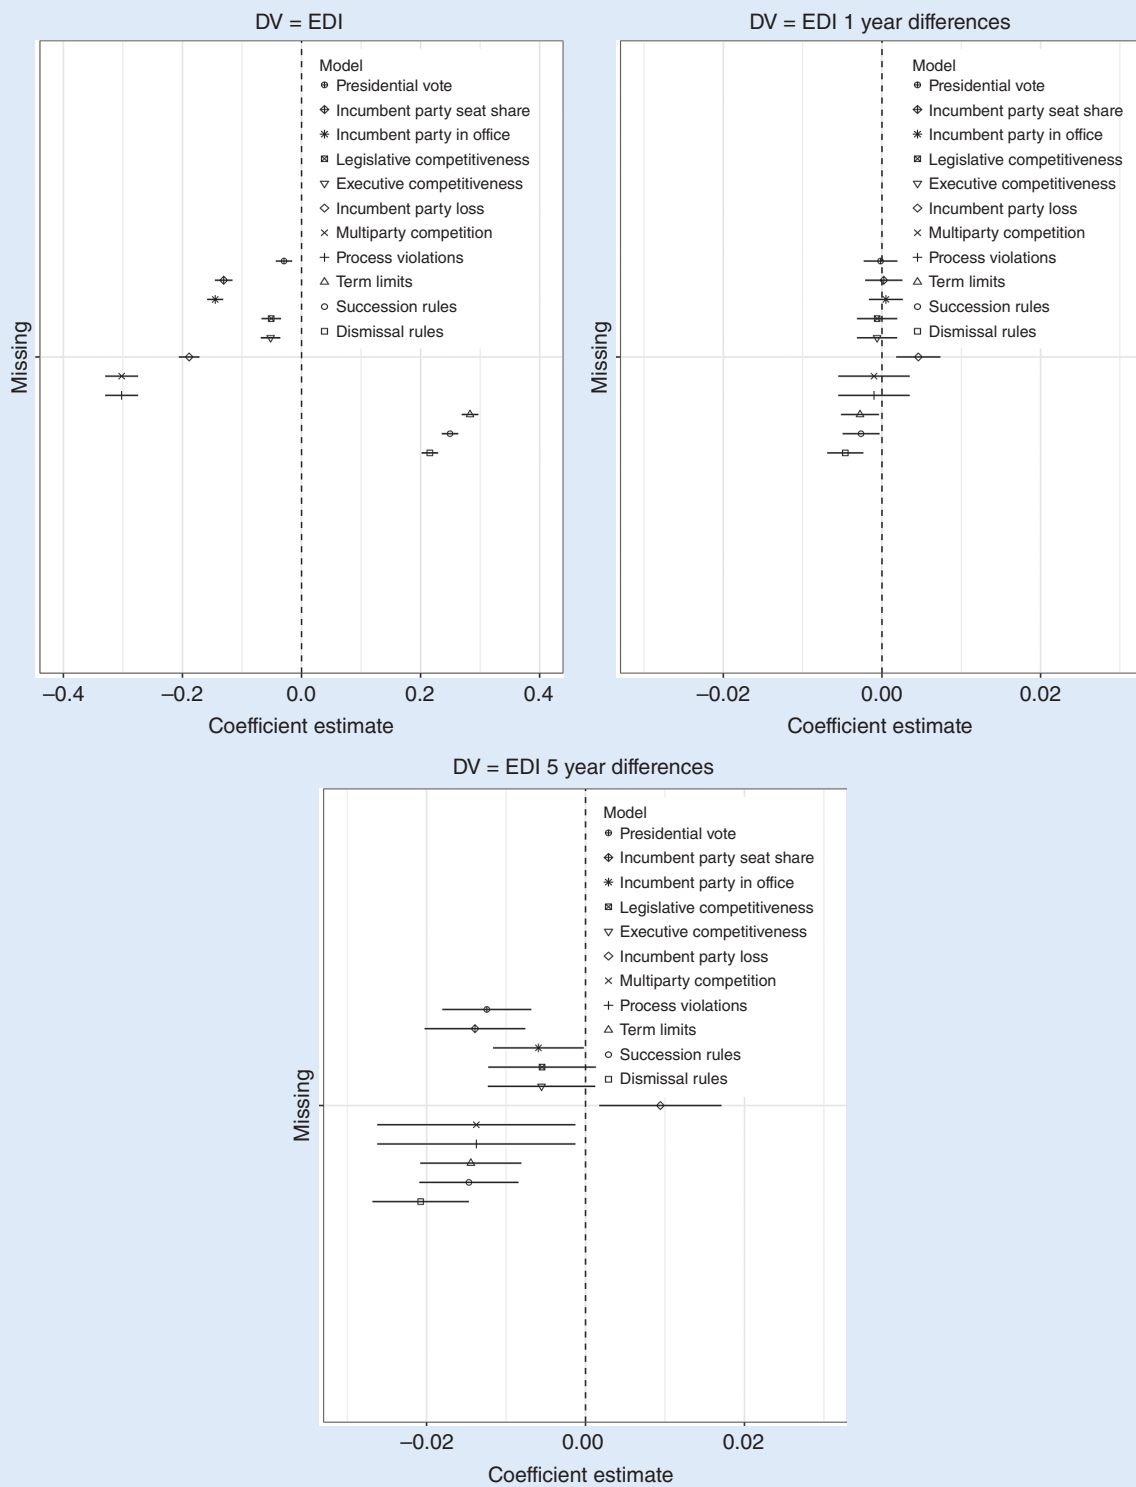 DV = EDI
Model
Presidential vote
Incumbent party seat share
Incumbent party in office
Legislative competitiveness
Executive competitiveness
Incumbent party loss
Multiparty competition
Process violations
Term limits
Succession rules
Dismissal rules
Missing
−0.4 −0.2 0.0 0.2 0.4
Coefficient estimate
DV = EDI 1 year differences
Model
Presidential vote
Incumbent party seat share
Incumbent party in office
Legislative competitiveness
Executive competitiveness
Incumbent party loss
Multiparty competition
Process violations
Term limits
Succession rules
Dismissal rules
Missing
−0.02 0.00 0.02
Coefficient estimate
DV = EDI 5 year differences
Model
Presidential vote
Incumbent party seat share
Incumbent party in office
Legislative competitiveness
Executive competitiveness
Incumbent party loss
Multiparty competition
Process violations
Term limits
Succession rules
Dismissal rules
Missing
−0.02 0.00 0.02
Coefficient estimate